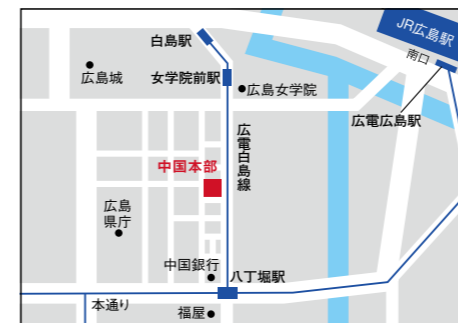 JR広島駅
白島駅
南口
広島城
女学院前駅
広島女学院
広電広島駅
広電白島線
中国本部
広島
県庁
中国銀行
八丁堀駅
本通り
福屋